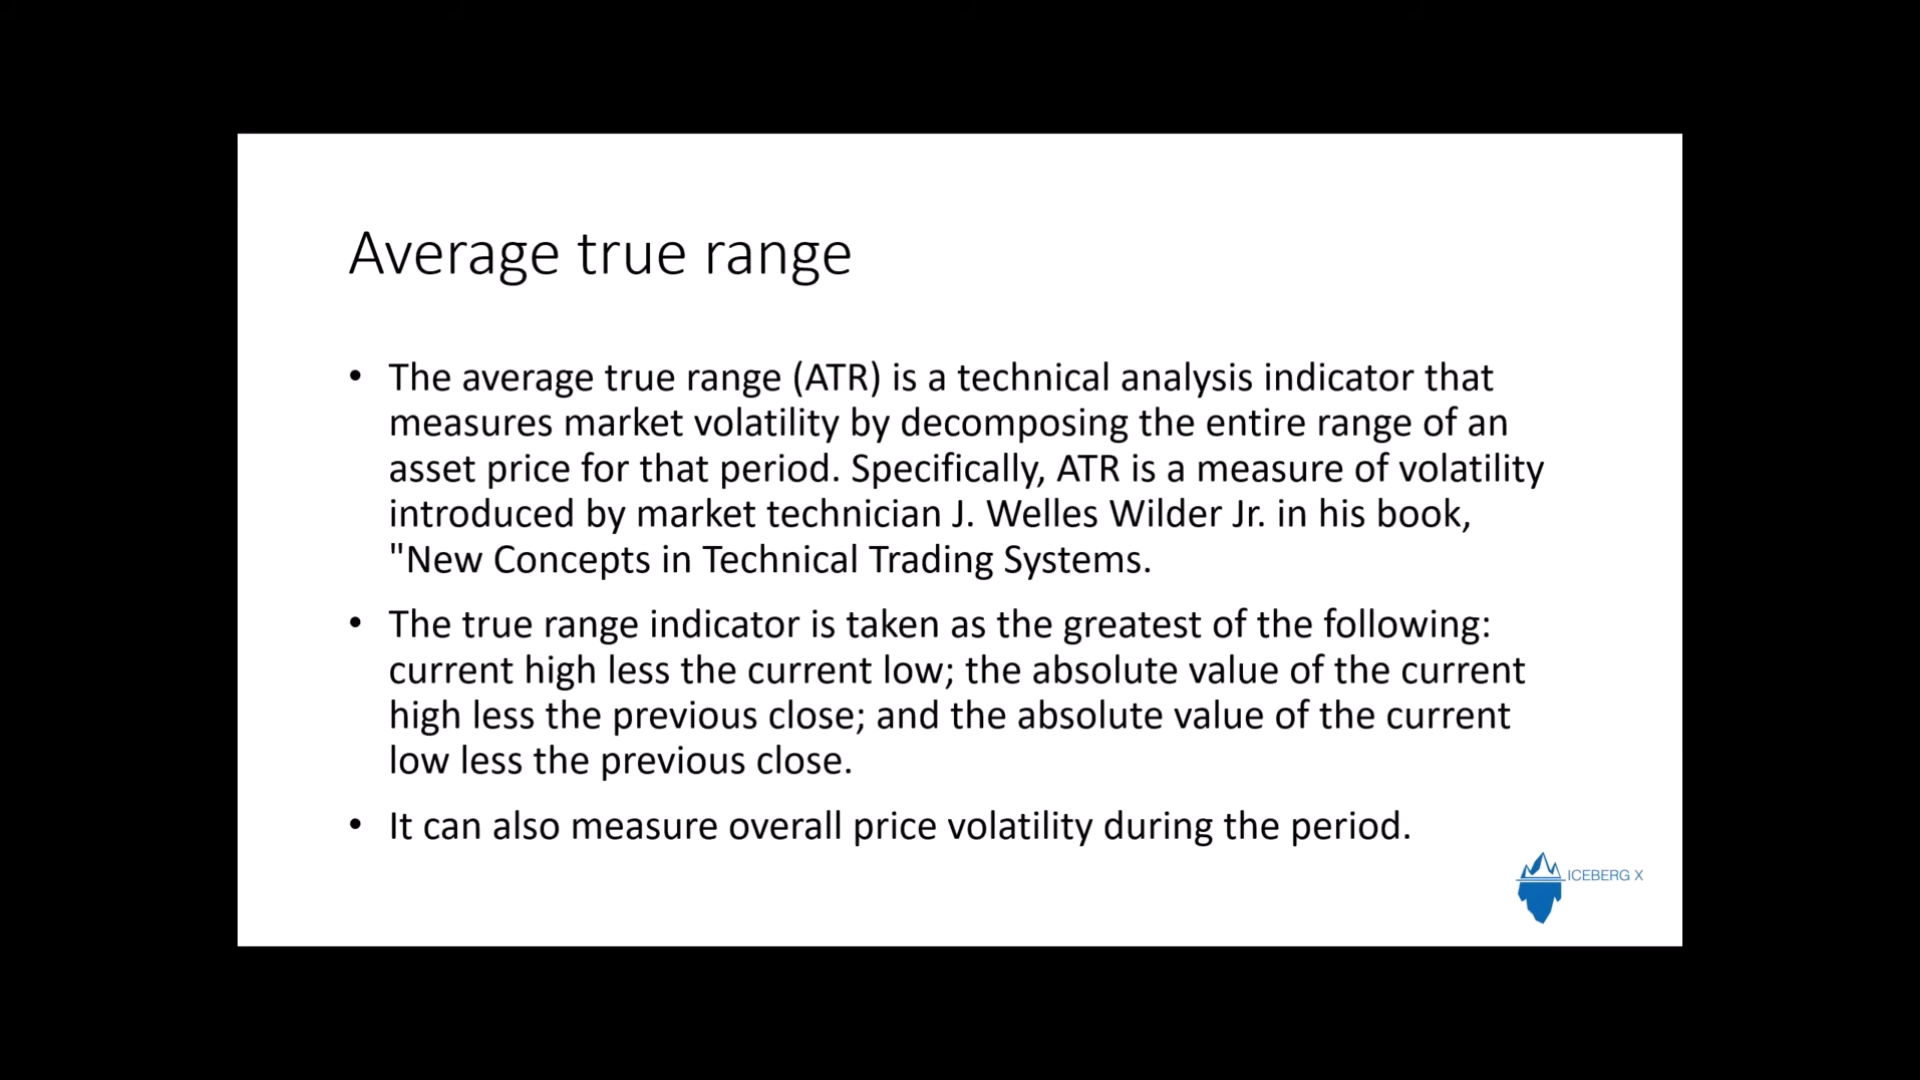 Average true range
• The average true range (ATR) is a technical analysis indicator that
measures market volatility by decomposing the entire range of an
asset price for that period. Specifically, ATR is a measure of volatility
introduced by market technician J. Welles Wilder Jr. in his book,
"New Concepts in Technical Trading Systems.
• The true range indicator is taken as the greatest of the following:
current high less the current low; the absolute value of the current
high less the previous close; and the absolute value of the current
low less the previous close.
• It can also measure overall price volatility during the period.
ICEBERG X